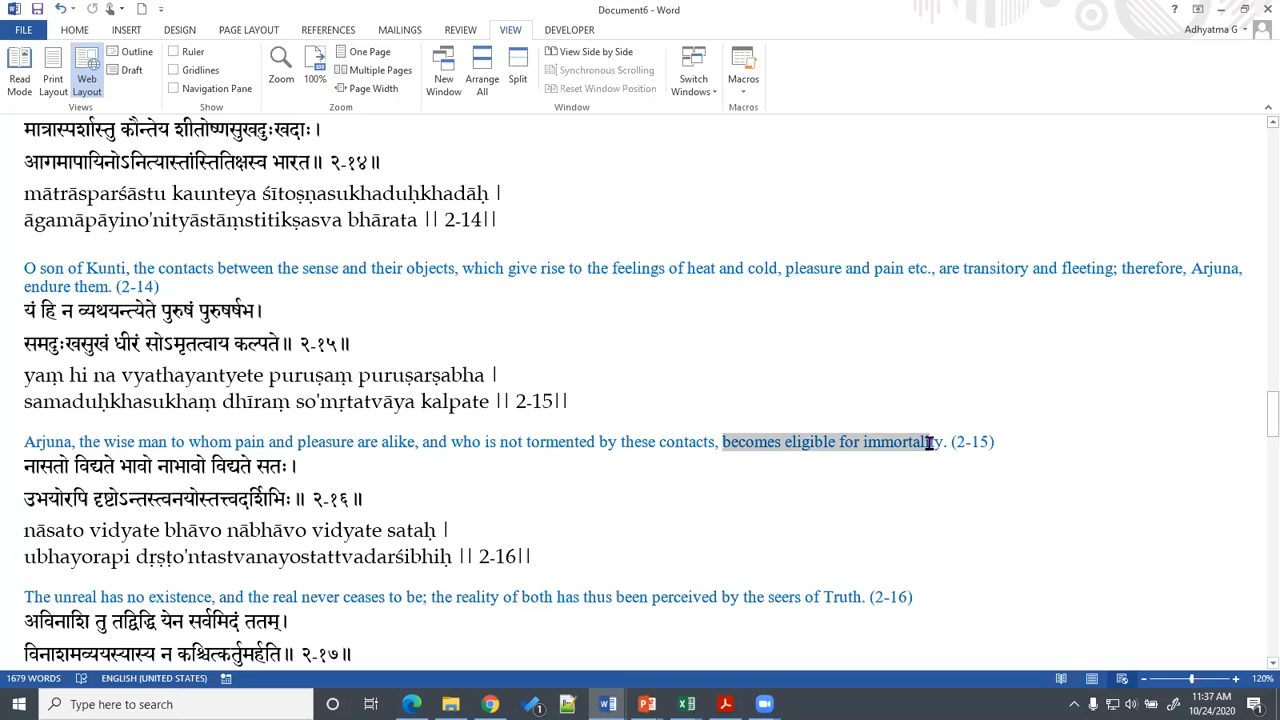 Document6 - Word
FILE HOME INSERT DESIGN PAGE LAYOUT REFERENCES MAILINGS REVIEW VIEW DEVELOPER
Adhyatma G
Read Mode
Print Layout
Web Layout
Outline
Draft
Views
Ruler
Gridlines
Navigation Pane
Show
Zoom
100%
One Page
Multiple Pages
Page Width
Zoom
New Window
Arrange All
Split
View Side by Side
Synchronous Scrolling
Reset Window Position
Window
Switch Windows
Macros
Macros
मात्रास्पर्शास्तु कौन्तेय शीतोष्णसुखदुःखदाः।
आगमापायिनोऽनित्यास्तांस्तितिक्षस्व भारत॥ २-१४॥
mātrāsparśāstu kaunteya śītoṣṇasukhaduḥkhadāḥ |
āgamāpāyino'nityāstāṃstitikṣasva bhārata || 2-14||
O son of Kunti, the contacts between the sense and their objects, which give rise to the feelings of heat and cold, pleasure and pain etc., are transitory and fleeting; therefore, Arjuna,
endure them. (2-14)
यं हि न व्यथयन्त्येते पुरुषं पुरुषर्षभ।
समदुःखसुखं धीरं सोऽमृतत्वाय कल्पते॥ २-१५॥
yaṃ hi na vyathayantyete puruṣaṃ puruṣarṣabha |
samaduḥkhasukhaṃ dhīraṃ so'mṛtatvāya kalpate || 2-15||
Arjuna, the wise man to whom pain and pleasure are alike, and who is not tormented by these contacts, becomes eligible for immortality. (2-15)
नासतो विद्यते भावो नाभावो विद्यते सतः।
उभयोरपि दृष्टोऽन्तस्त्वनयोस्तत्त्वदर्शिभिः॥ २-१६॥
nāsato vidyate bhāvo nābhāvo vidyate sataḥ |
ubhayorapi dṛṣṭo'ntastvanayostattvadarśibhiḥ || 2-16||
The unreal has no existence, and the real never ceases to be; the reality of both has thus been perceived by the seers of Truth. (2-16)
अविनाशि तु तद्विद्धि येन सर्वमिदं ततम्।
विनाशमव्ययस्यास्य न कश्चित्कर्तुमर्हति॥ २-१७॥
1679 WORDS ENGLISH (UNITED STATES) 120%
Type here to search
11:37 AM
10/24/2020